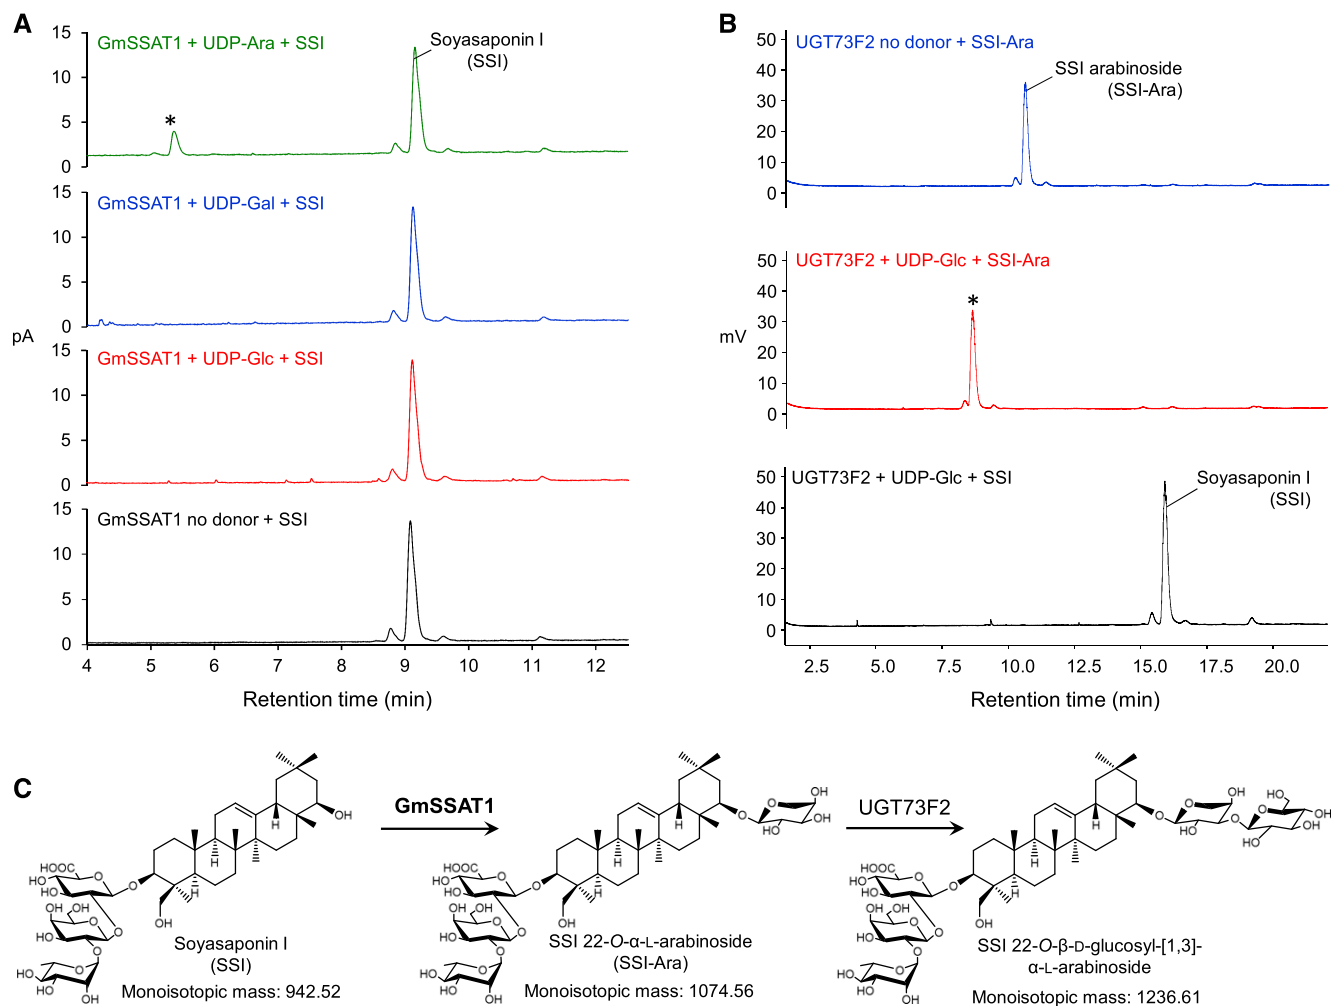 A
15
10
5
0
GmSSAT1 + UDP-Ara + SSI
*
Soyasaponin I
(SSI)
15
10
5
0
GmSSAT1 + UDP-Gal + SSI
pA
15
10
5
0
GmSSAT1 + UDP-Glc + SSI
15
10
5
0
GmSSAT1 no donor + SSI
4 5 6 7 8 9 10 11 12
Retention time (min)
B
50
40
30
20
10
0
UGT73F2 no donor + SSI-Ara
SSI arabinoside
(SSI-Ara)
50
40
30
20
10
0
UGT73F2 + UDP-Glc + SSI-Ara
*
mV
50
40
30
20
10
0
UGT73F2 + UDP-Glc + SSI
Soyasaponin I
(SSI)
2.5 5.0 7.5 10.0 12.5 15.0 17.5 20.0
Retention time (min)
C
GmSSAT1
UGT73F2
Soyasaponin I
(SSI)
Monoisotopic mass: 942.52
SSI 22-O-α-L-arabinoside
(SSI-Ara)
Monoisotopic mass: 1074.56
SSI 22-O-β-D-glucosyl-[1,3]-
α-L-arabinoside
Monoisotopic mass: 1236.61